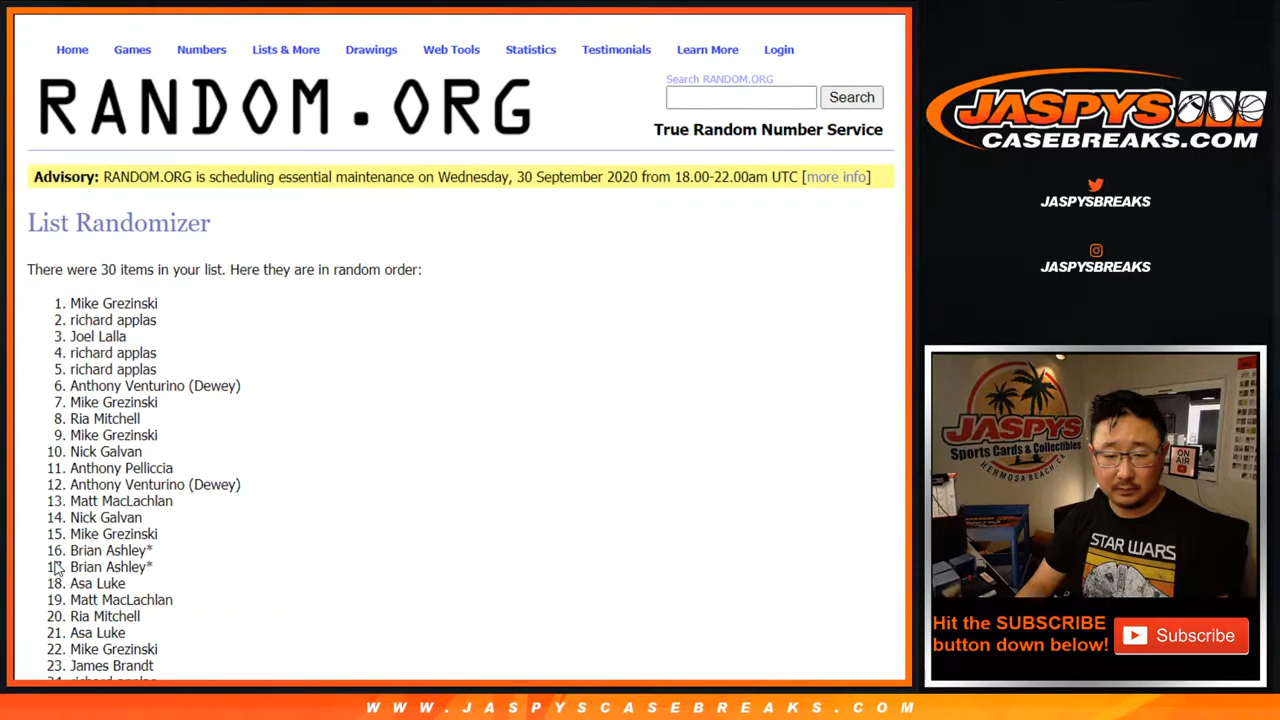 Home Games Numbers Lists & More Drawings Web Tools Statistics Testimonials Learn More Login
RANDOM.ORG
Search RANDOM.ORG
Search
True Random Number Service
Advisory: RANDOM.ORG is scheduling essential maintenance on Wednesday, 30 September 2020 from 18.00-22.00am UTC [more info]
List Randomizer
There were 30 items in your list. Here they are in random order:
1. Mike Grezinski
2. richard applas
3. Joel Lalla
4. richard applas
5. richard applas
6. Anthony Venturino (Dewey)
7. Mike Grezinski
8. Ria Mitchell
9. Mike Grezinski
10. Nick Galvan
11. Anthony Pelliccia
12. Anthony Venturino (Dewey)
13. Matt MacLachlan
14. Nick Galvan
15. Mike Grezinski
16. Brian Ashley*
Brian Ashley*
18. Asa Luke
19. Matt MacLachlan
20. Ria Mitchell
21. Asa Luke
22. Mike Grezinski
23. James Brandt
JASPYS
CASEBREAKS.COM
JASPYSBREAKS
JASPYSBREAKS
JASPYS
Sports Cards & Collectibles
HERMOSA BEACH CA
ON
AIR
STAR WARS
Hit the SUBSCRIBE
button down below!
Subscribe
WWW.JASPYSCASEBREAKS.COM